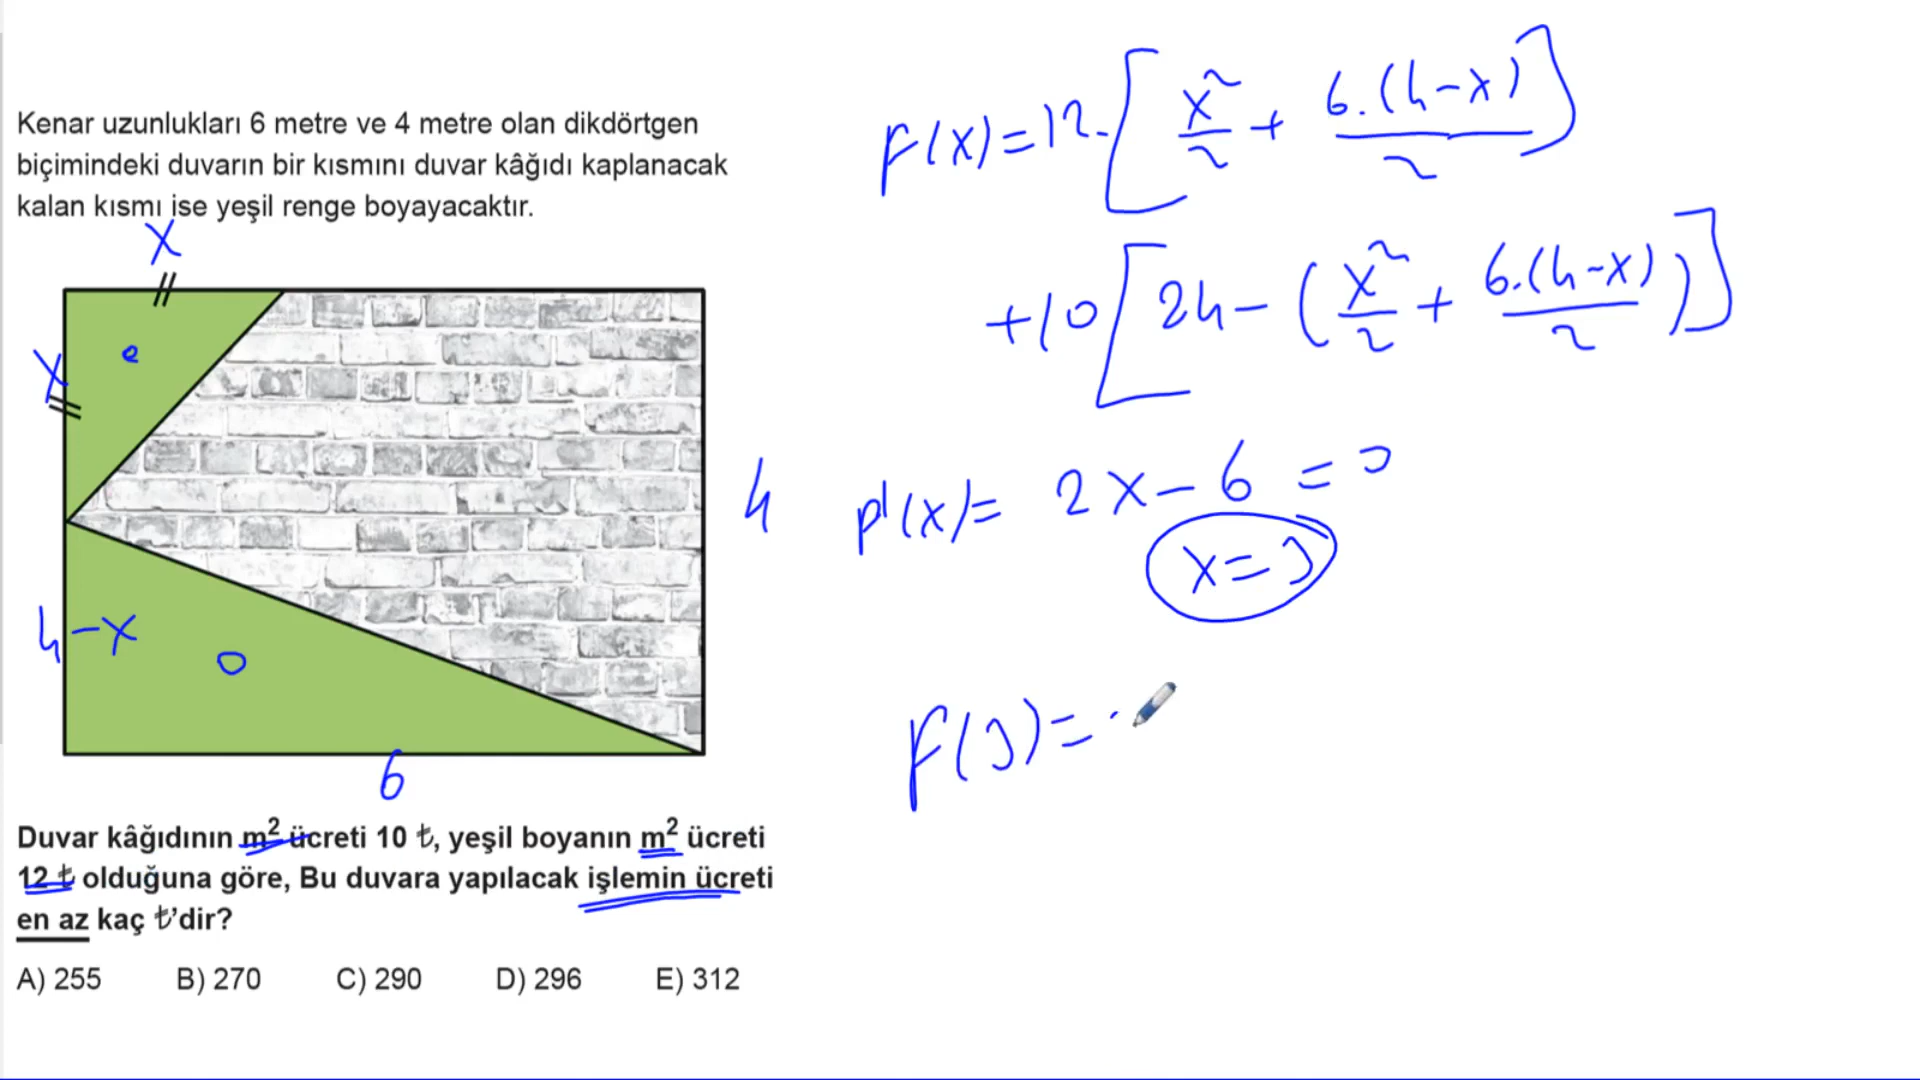 Kenar uzunlukları 6 metre ve 4 metre olan dikdörtgen
biçimindeki duvarın bir kısmını duvar kâğıdı kaplanacak
kalan kısmı ise yeşil renge boyayacaktır.
x
x
4-x
6
4
Duvar kâğıdının m² ücreti 10 ₺, yeşil boyanın m² ücreti
12 ₺ olduğuna göre, Bu duvara yapılacak işlemin ücreti
en az kaç ₺'dir?
A) 255 B) 270 C) 290 D) 296 E) 312
F(x)=12.[x²/2 + 6.(4-x)/2]
+10[24-(x²/2 + 6.(4-x)/2)]
F'(x)= 2x-6=0
x=3
F(3)=